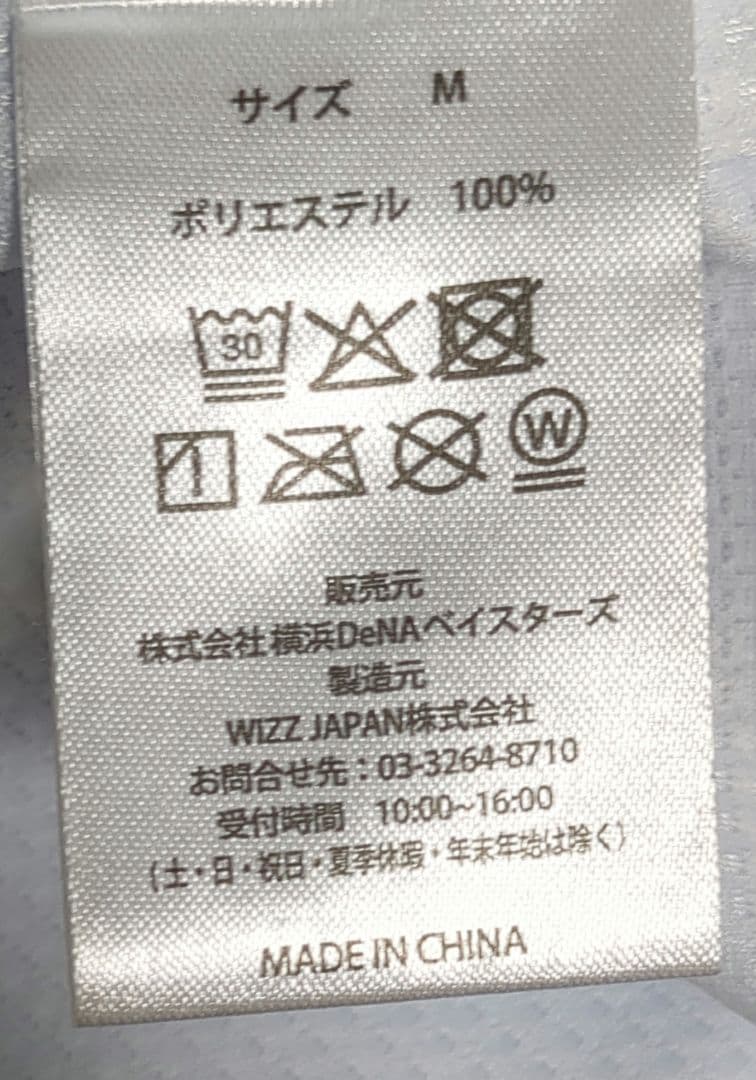 サイズ M
ポリエステル 100%
30
W
販売元
株式会社 横浜DeNAベイスターズ
製造元
WIZZ JAPAN株式会社
お問合せ先：03-3264-8710
受付時間 10:00~16:00
(土・日・祝日・夏季休暇・年末年始は除く)
MADE IN CHINA